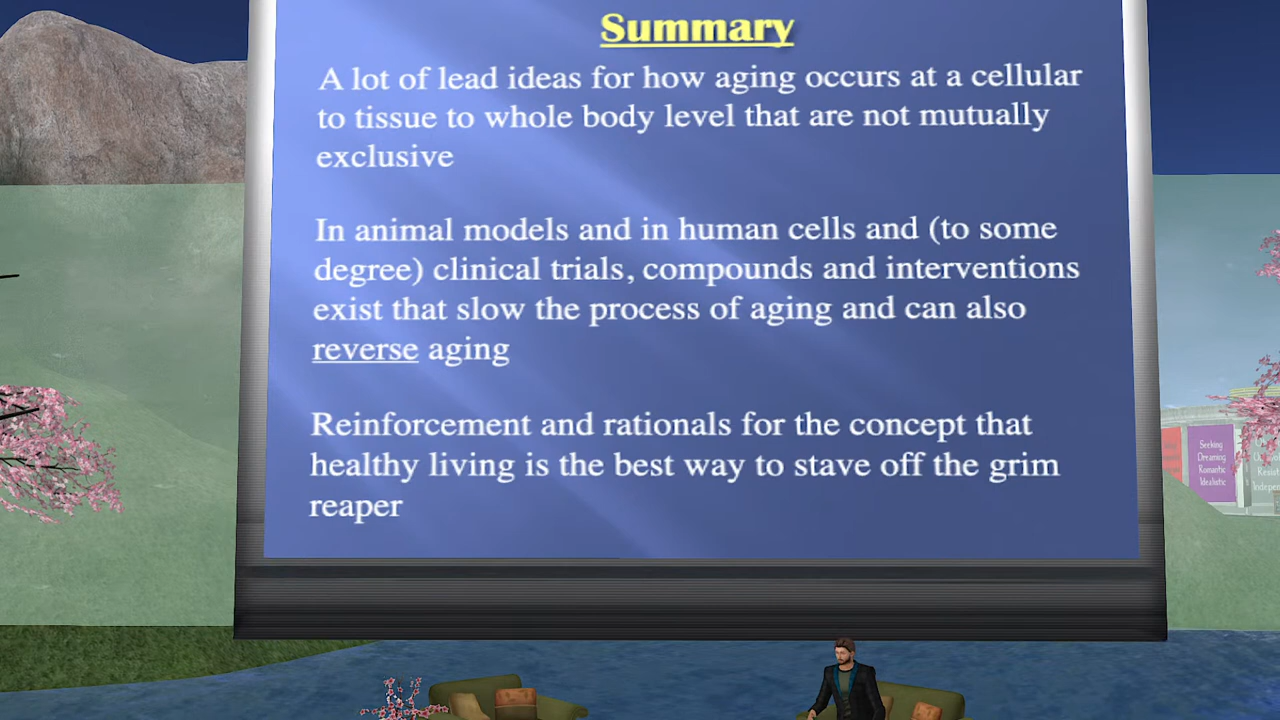 Summary
A lot of lead ideas for how aging occurs at a cellular
to tissue to whole body level that are not mutually
exclusive
In animal models and in human cells and (to some
degree) clinical trials, compounds and interventions
exist that slow the process of aging and can also
reverse aging
Reinforcement and rationals for the concept that
healthy living is the best way to stave off the grim
reaper
Seeking
Dreaming
Romantic
Idealistic